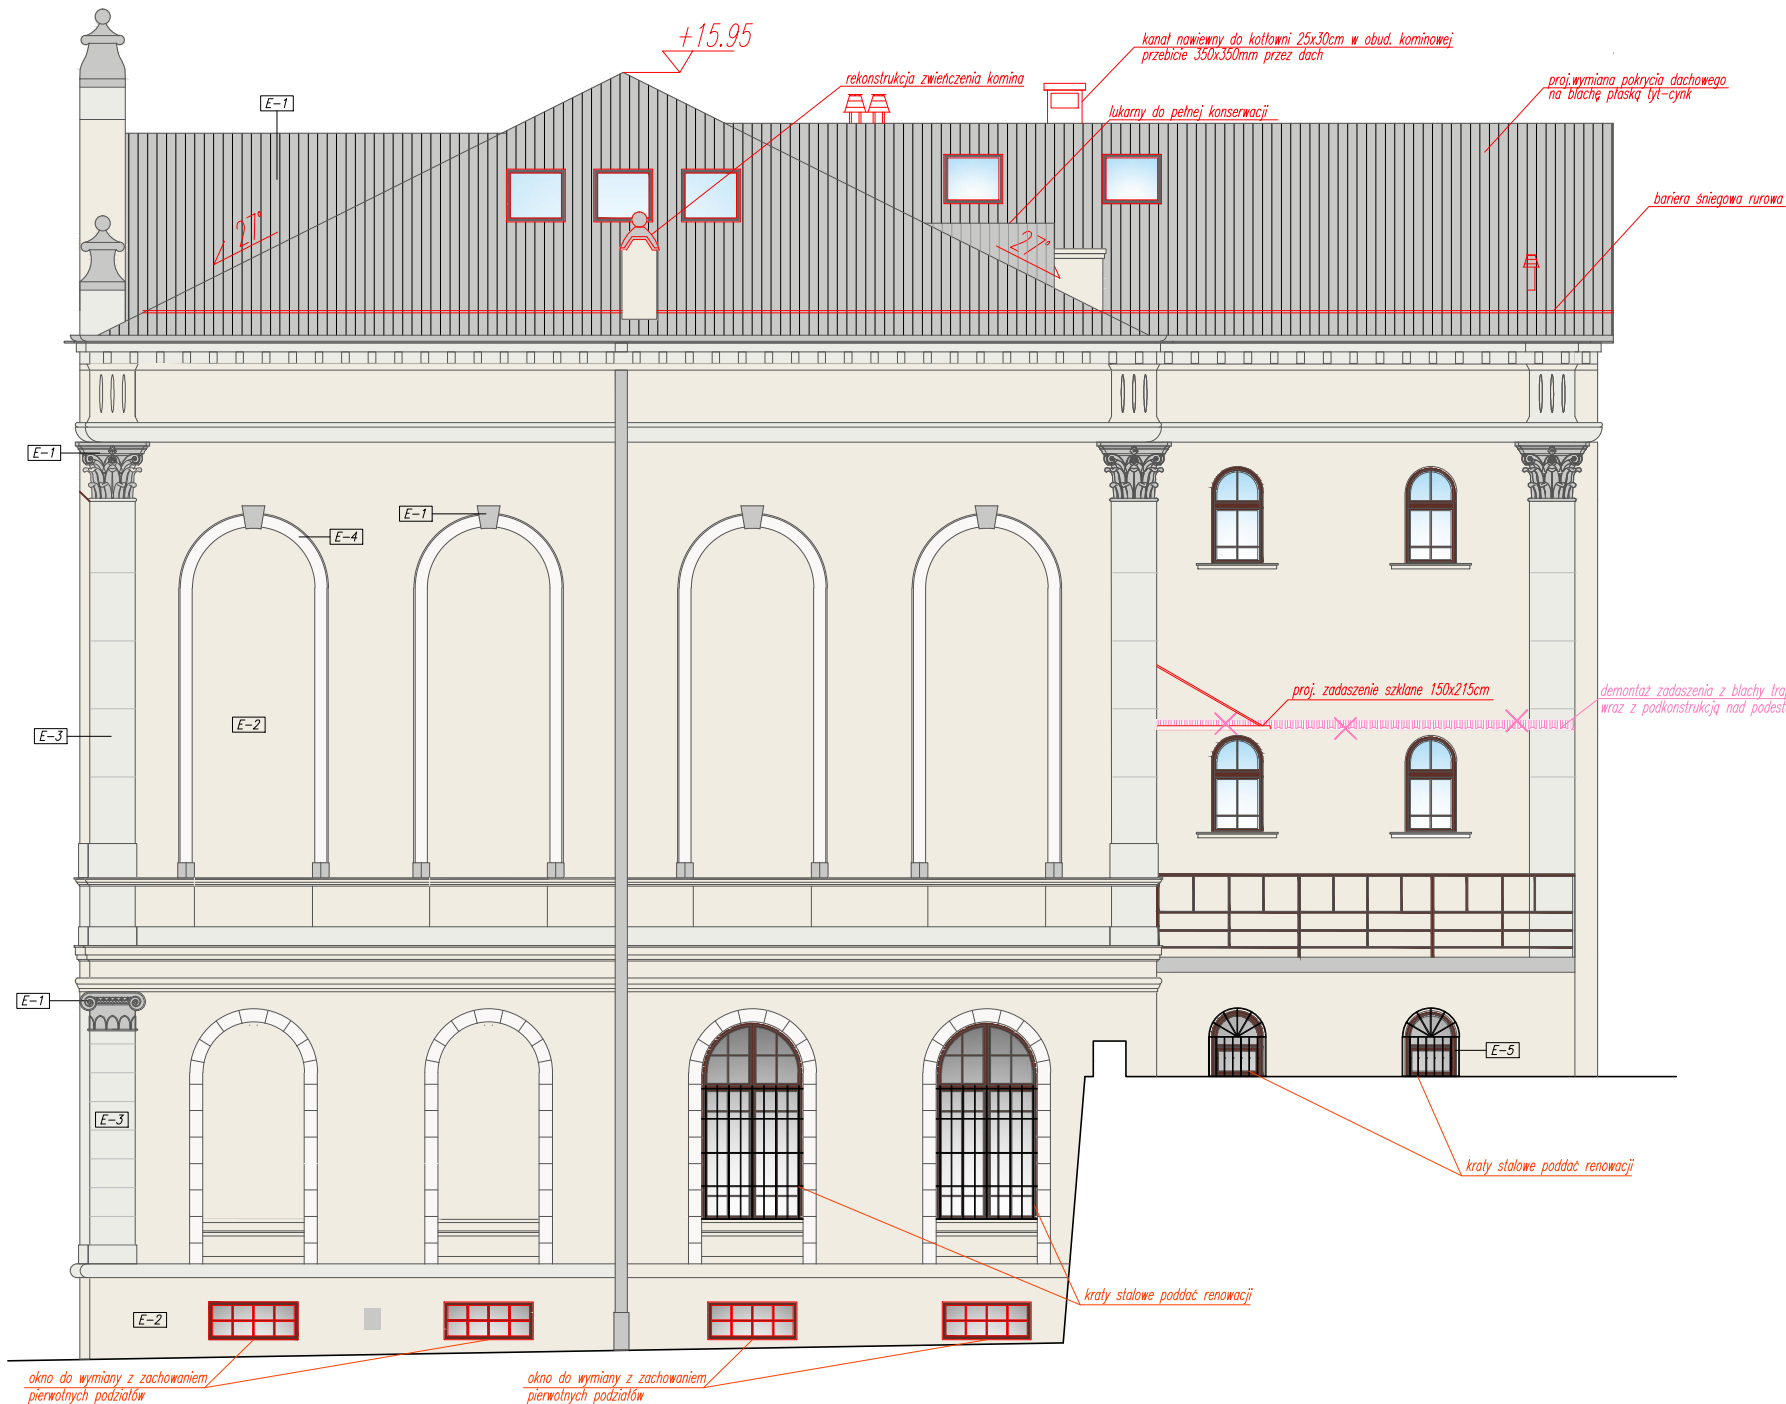 +15.95
kanał nawiewny do kotłowni 25x30cm w obud. kominowej
przebicie 350x350mm przez dach
rekonstrukcja zwieńczenia komina
proj.wymiana pokrycia dachowego
na blachę płaską tyt-cynk
E-1
lukarny do pełnej konserwacji
bariera śniegowa rurowa
27°
27°
E-1
E-1
E-4
proj. zadaszenie szklane 150x215cm
demontaż zadaszenia z blachy
wraz z podkonstrukcją nad
E-2
E-3
E-1
E-5
E-3
kraty stalowe poddać renowacji
kraty stalowe poddać renowacji
E-2
okno do wymiany z zachowaniem
pierwotnych podziałów
okno do wymiany z zachowaniem
pierwotnych podziałów